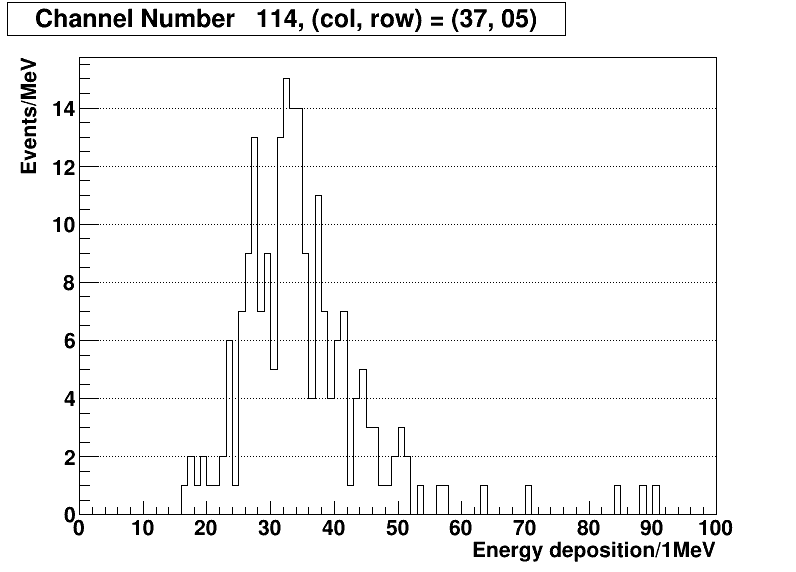 Channel Number 114, (col, row) = (37, 05)
Events/MeV
14
12
10
8
6
4
2
0
0 10 20 30 40 50 60 70 80 90 100
Energy deposition/1MeV